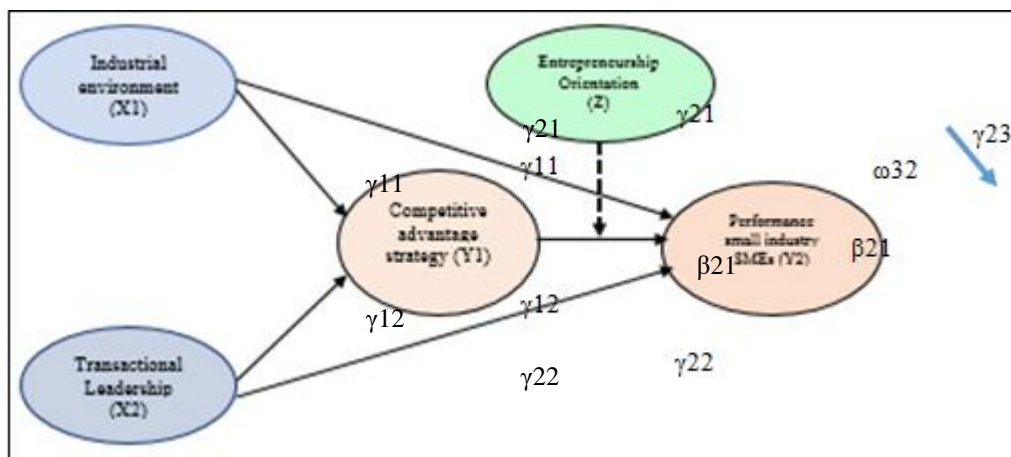 Industrial
environment
(X1)
Entrepreneurship
Orientation
(Z)
γ21
γ21
γ23
γ11
ω32
γ11
Competitive
advantage
strategy (Y1)
Performance
small industry
SMEs (Y2)
β21
β21
γ12
γ12
Transactional
Leadership
(X2)
γ22
γ22